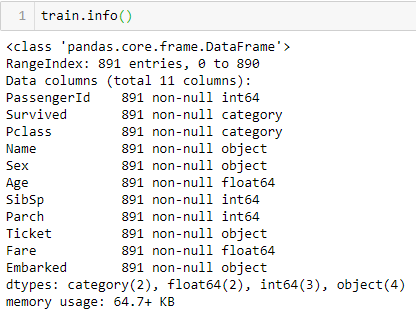 1 train.info()
<class 'pandas.core.frame.DataFrame'>
RangeIndex: 891 entries, 0 to 890
Data columns (total 11 columns):
PassengerId    891 non-null int64
Survived       891 non-null category
Pclass         891 non-null category
Name           891 non-null object
Sex            891 non-null object
Age            891 non-null float64
SibSp          891 non-null int64
Parch          891 non-null int64
Ticket         891 non-null object
Fare           891 non-null float64
Embarked       891 non-null object
dtypes: category(2), float64(2), int64(3), object(4)
memory usage: 64.7+ KB